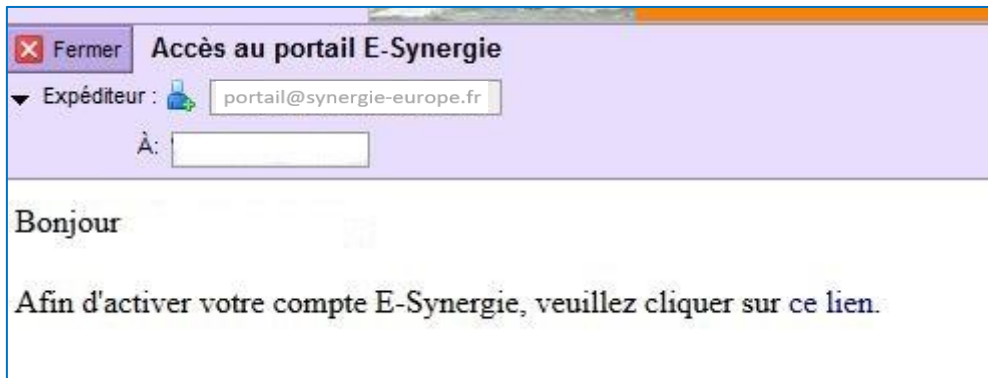 Fermer Accès au portail E-Synergie
Expéditeur : portail@synergie-europe.fr
À:
Bonjour
Afin d'activer votre compte E-Synergie, veuillez cliquer sur ce lien.